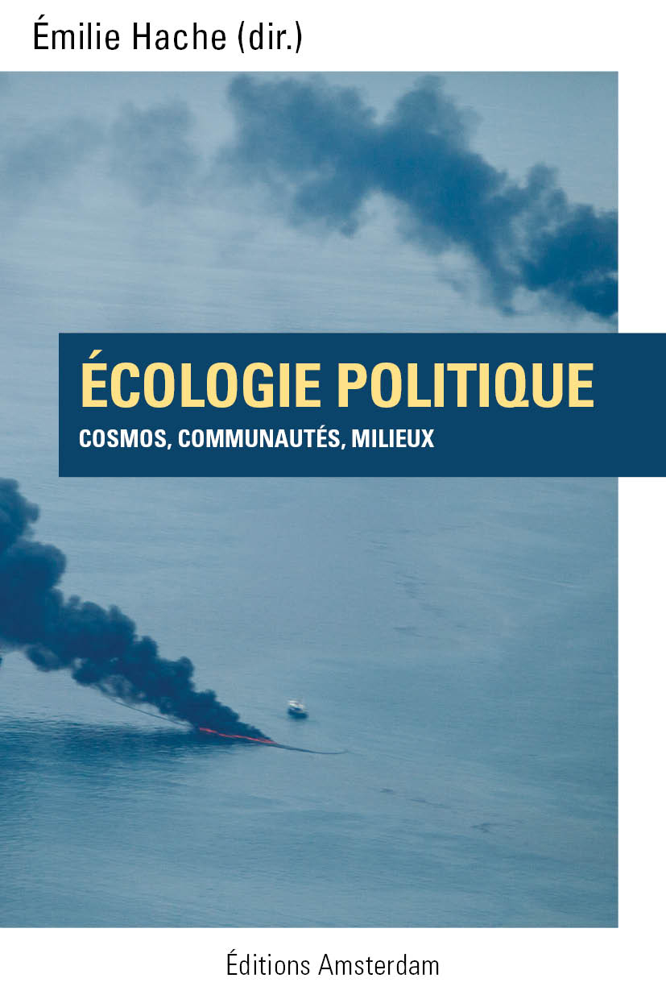 Émilie Hache (dir.)
ÉCOLOGIE POLITIQUE
COSMOS, COMMUNAUTÉS, MILIEUX
Éditions Amsterdam